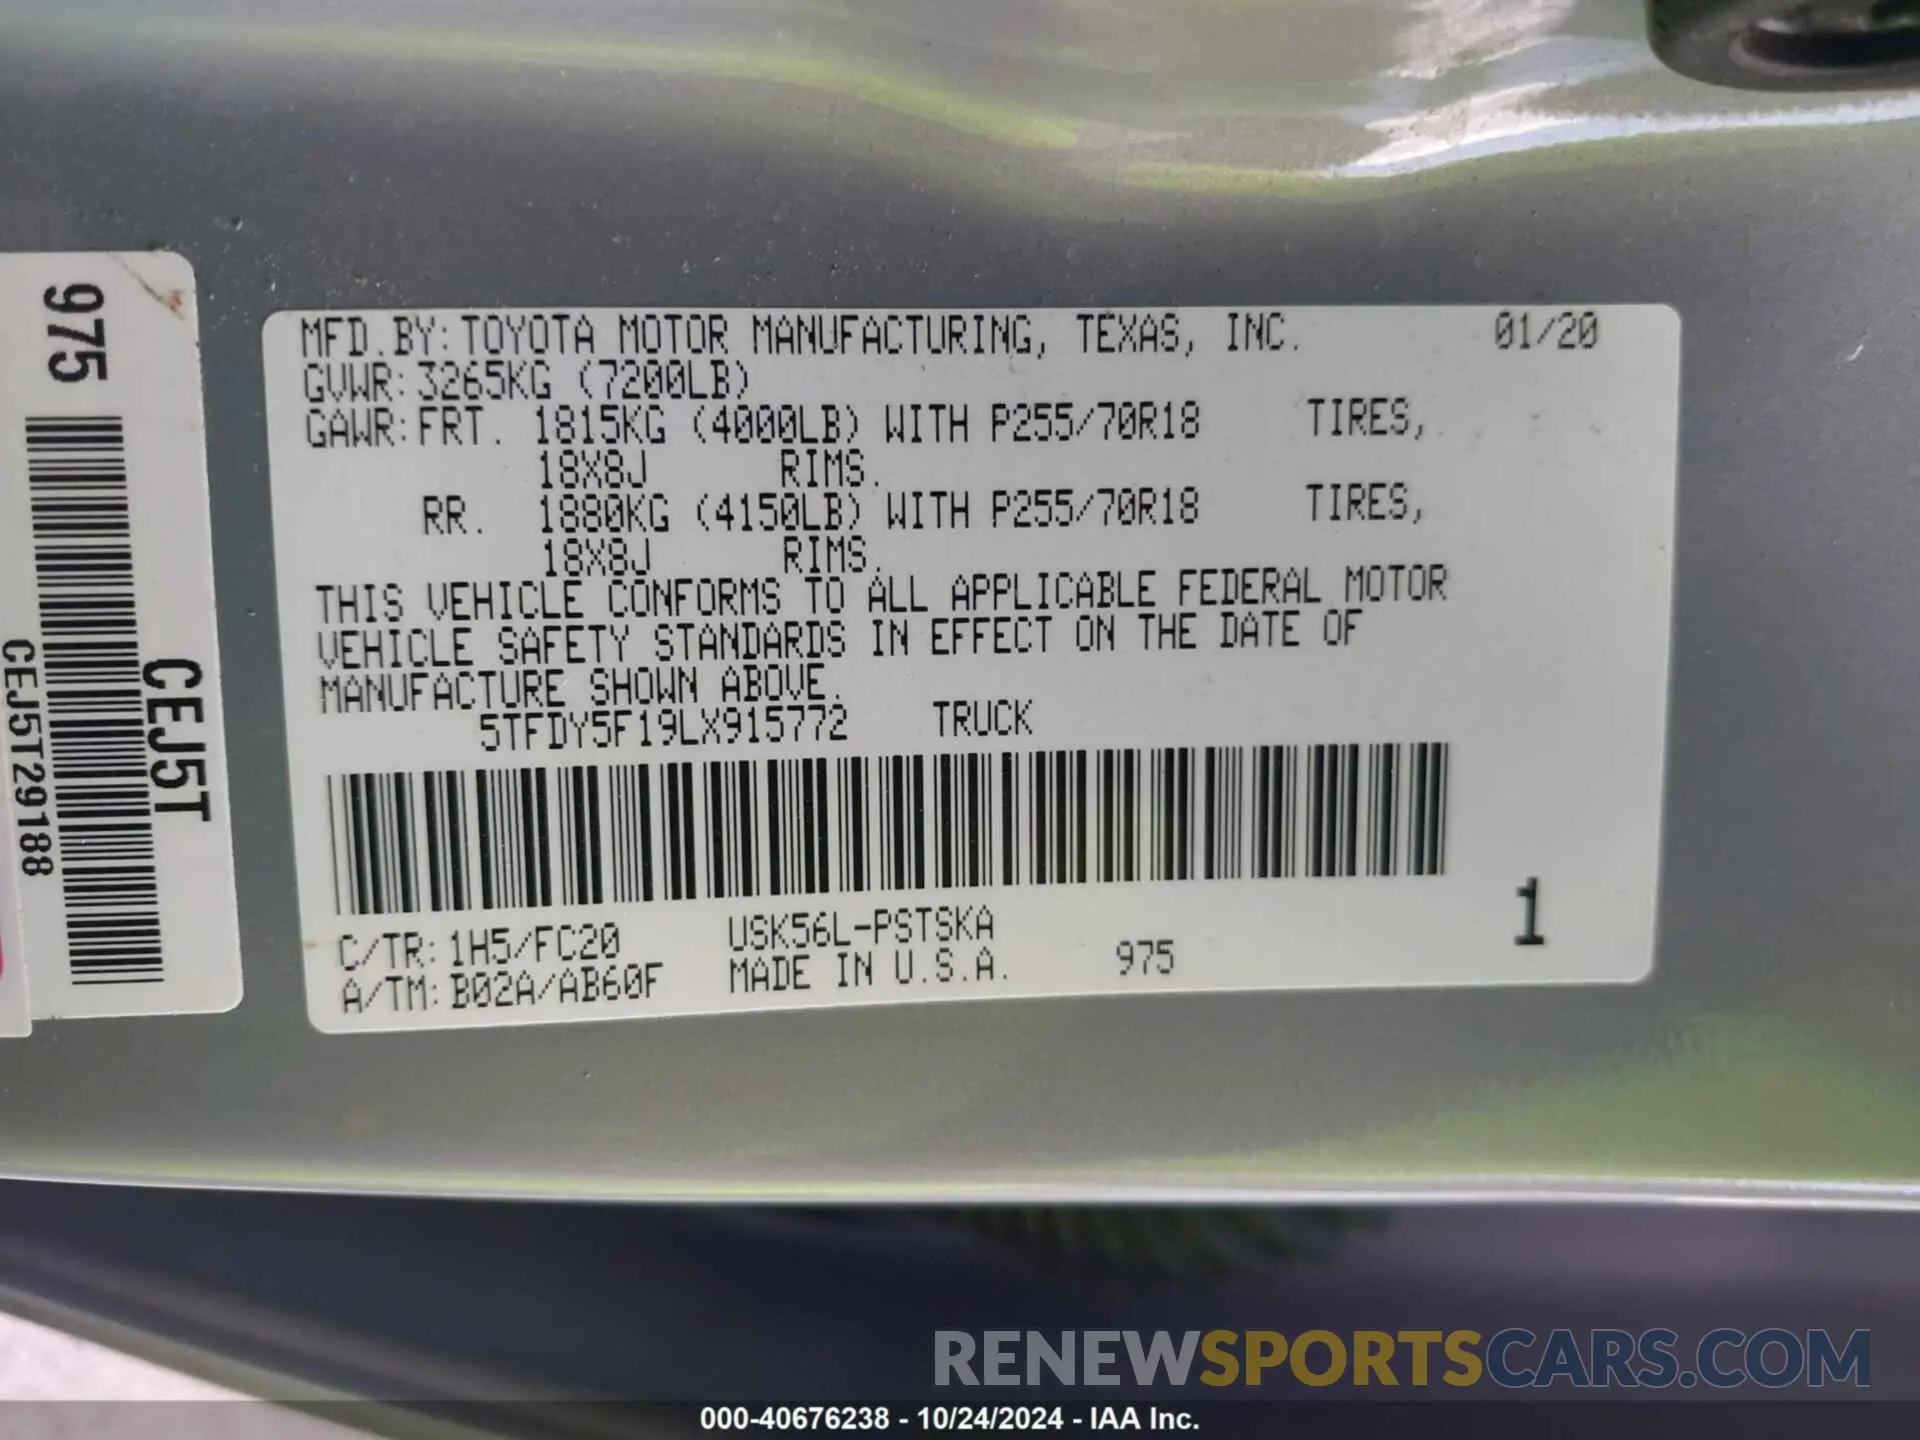 975
CEJ5T
CEJ5T29188
MFD.BY:TOYOTA MOTOR MANUFACTURING, TEXAS, INC. 01/20
GVWR:3265KG (7200LB)
GAWR:FRT. 1815KG (4000LB) WITH P255/70R18 TIRES,
18X8J RIMS.
RR. 1880KG (4150LB) WITH P255/70R18 TIRES,
18X8J RIMS.
THIS VEHICLE CONFORMS TO ALL APPLICABLE FEDERAL MOTOR
VEHICLE SAFETY STANDARDS IN EFFECT ON THE DATE OF
MANUFACTURE SHOWN ABOVE.
5TFDY5F19LX915772 TRUCK
C/TR:1H5/FC20 USK56L-PSTSKA 1
A/TM:B02A/AB60F MADE IN U.S.A. 975
RENEWSPORTSCARS.COM
000-40676238 - 10/24/2024 - IAA Inc.